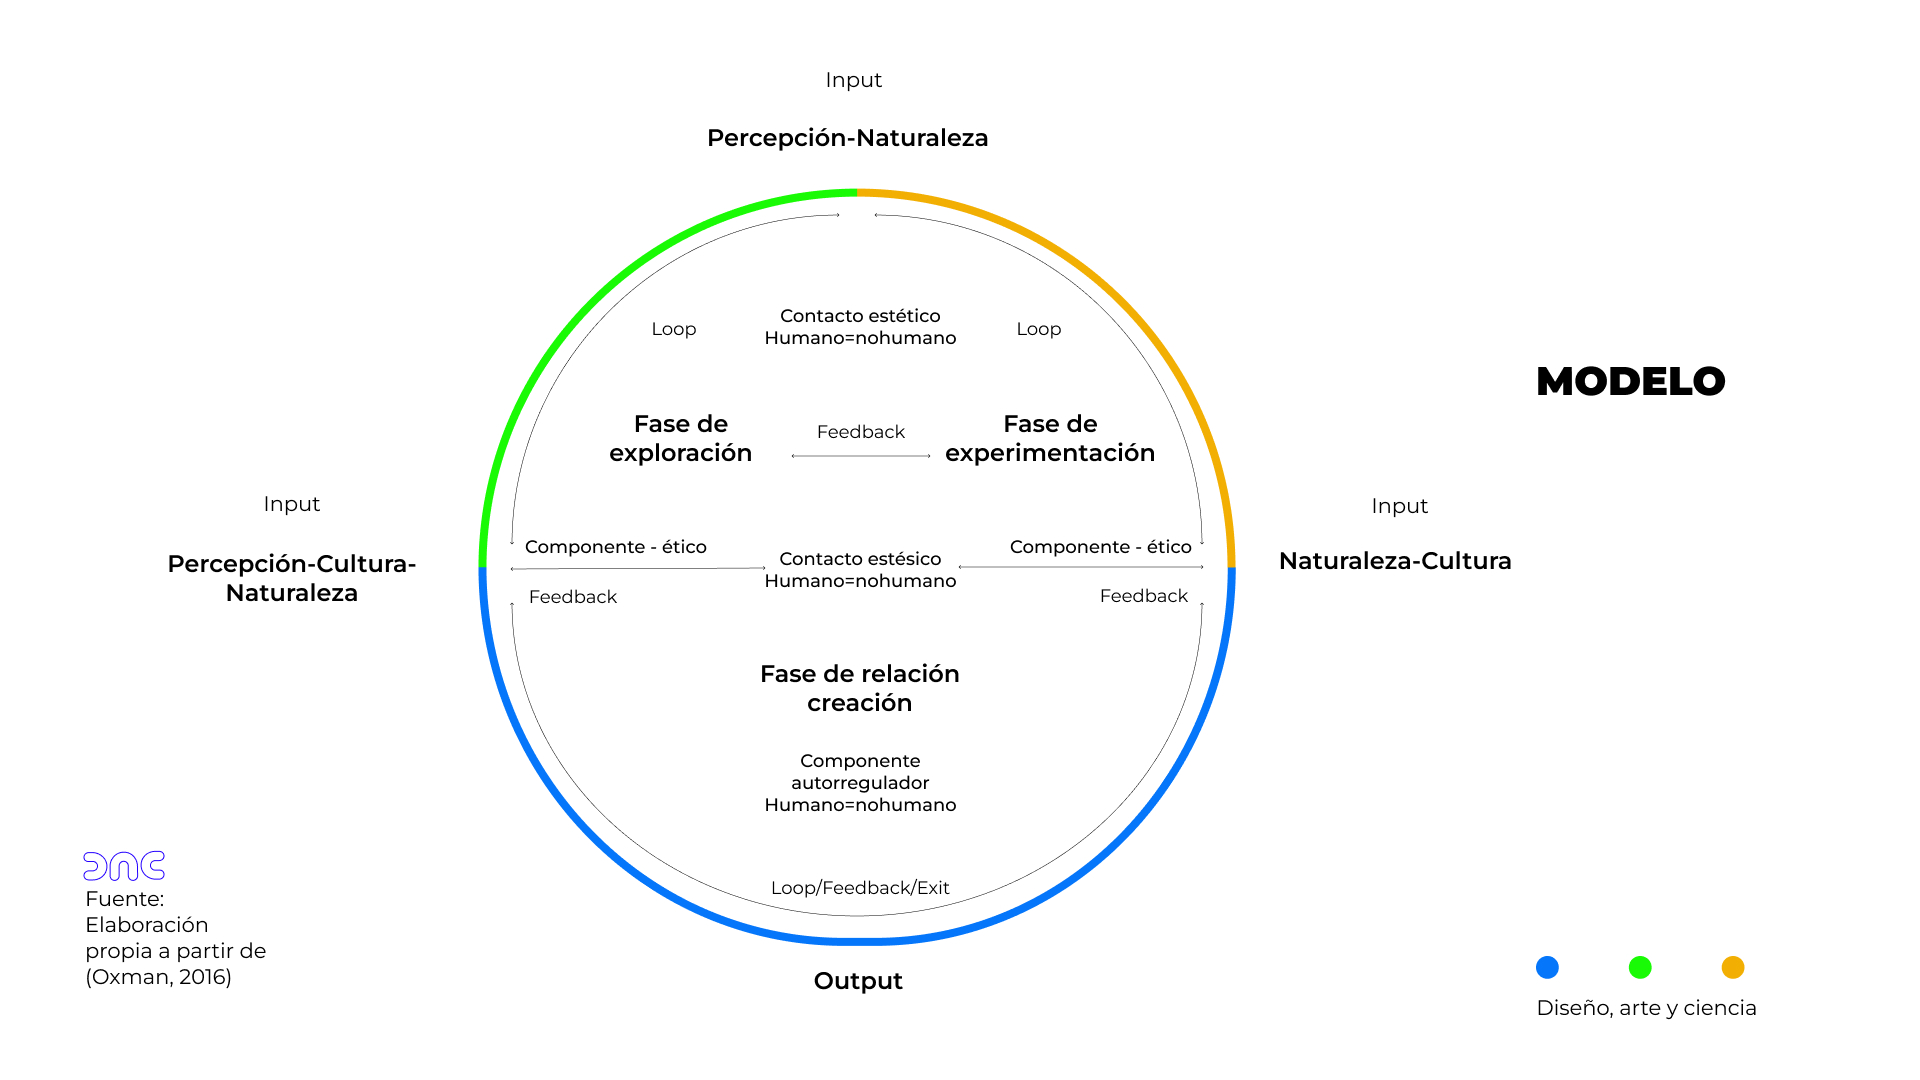 Input
Percepción-Naturaleza
Loop
Contacto estético
Humano=nohumano
Loop
Fase de
exploración
Feedback
Fase de
experimentación
MODELO
Input
Percepción-Cultura-
Naturaleza
Componente - ético
Feedback
Contacto estésico
Humano=nohumano
Componente - ético
Feedback
Input
Naturaleza-Cultura
Fase de relación
creación
Componente
autorregulador
Humano=nohumano
Loop/Feedback/Exit
Output
Fuente:
Elaboración
propia a partir de
(Oxman, 2016)
Diseño, arte y ciencia